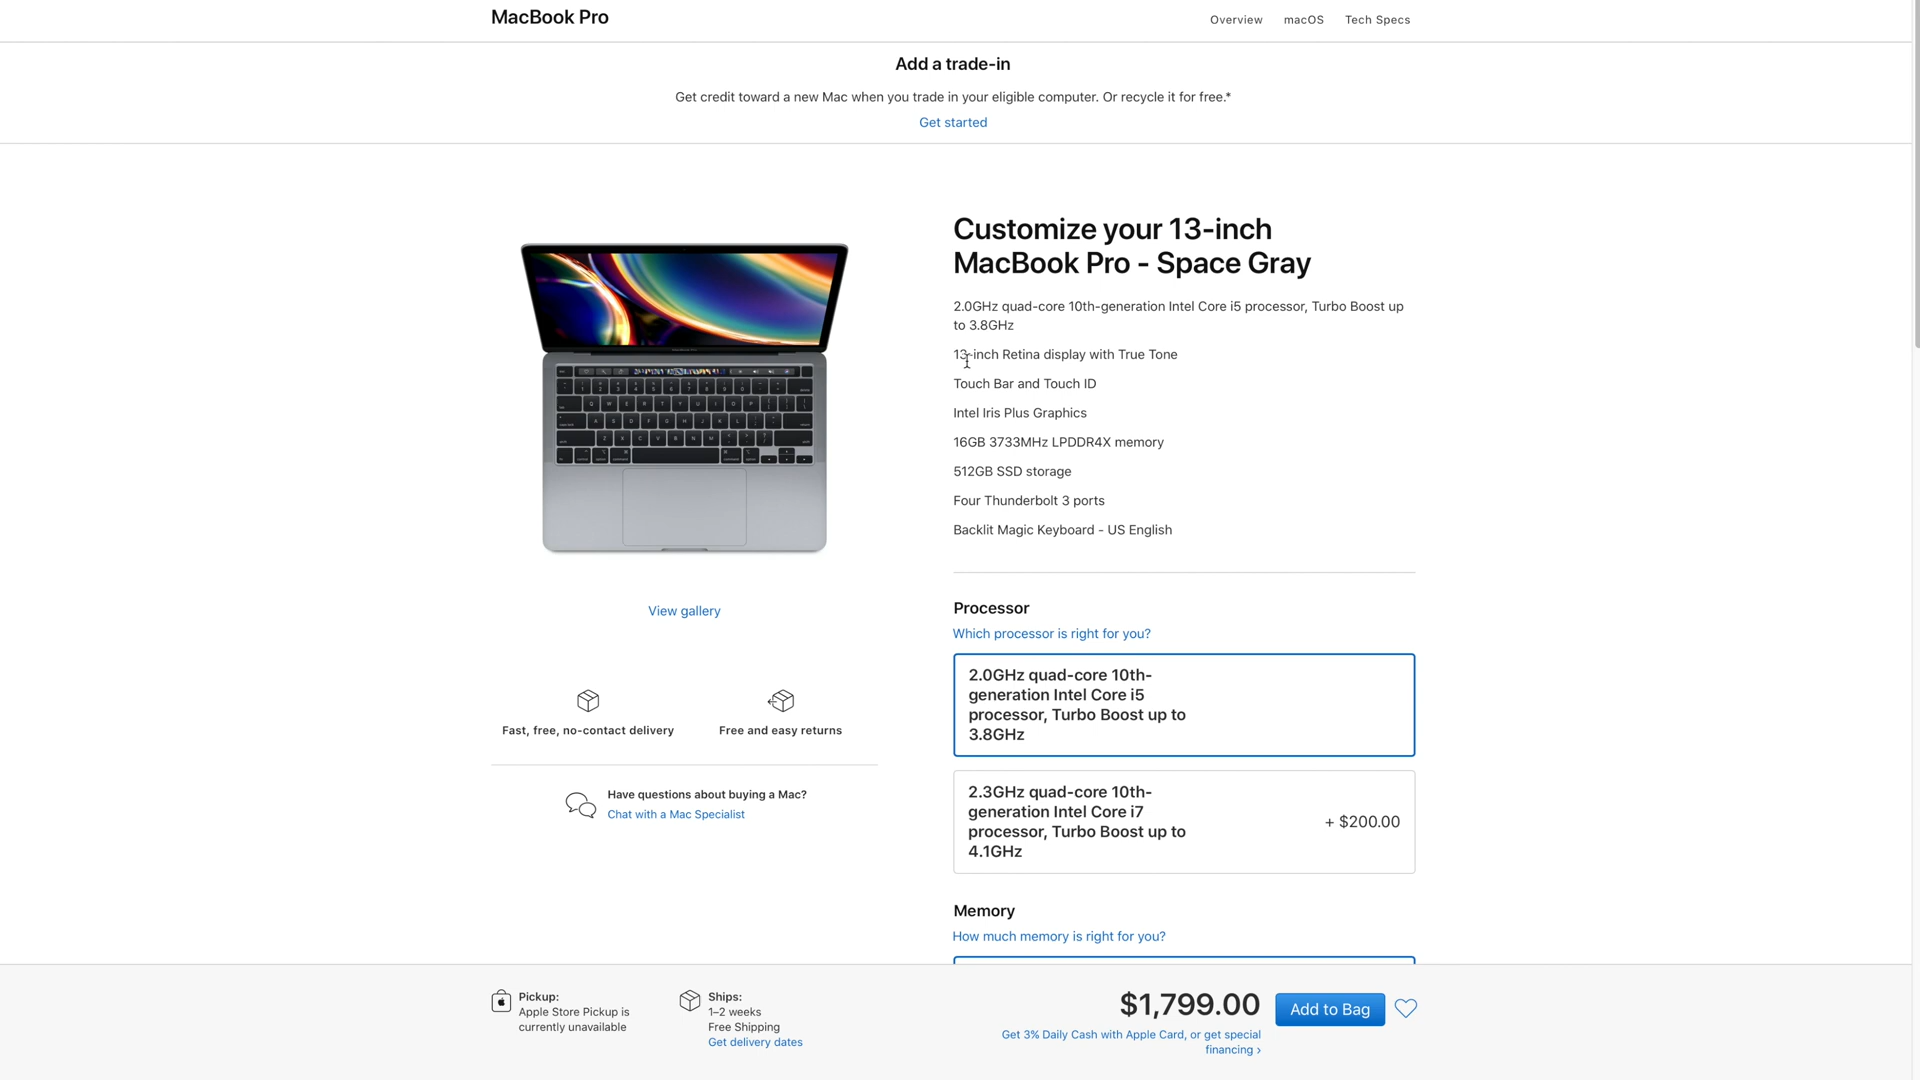 MacBook Pro
Overview
macOS
Tech Specs
Add a trade-in
Get credit toward a new Mac when you trade in your eligible computer. Or recycle it for free.*
Get started
Customize your 13-inch
MacBook Pro - Space Gray
2.0GHz quad-core 10th-generation Intel Core i5 processor, Turbo Boost up
to 3.8GHz
13-inch Retina display with True Tone
Touch Bar and Touch ID
Intel Iris Plus Graphics
16GB 3733MHz LPDDR4X memory
512GB SSD storage
Four Thunderbolt 3 ports
Backlit Magic Keyboard - US English
View gallery
Fast, free, no-contact delivery
Free and easy returns
Have questions about buying a Mac?
Chat with a Mac Specialist
Processor
Which processor is right for you?
2.0GHz quad-core 10th-
generation Intel Core i5
processor, Turbo Boost up to
3.8GHz
2.3GHz quad-core 10th-
generation Intel Core i7
processor, Turbo Boost up to
4.1GHz
+ $200.00
Memory
How much memory is right for you?
Pickup:
Apple Store Pickup is
currently unavailable
Ships:
1–2 weeks
Free Shipping
Get delivery dates
$1,799.00
Get 3% Daily Cash with Apple Card, or get special
financing ›
Add to Bag